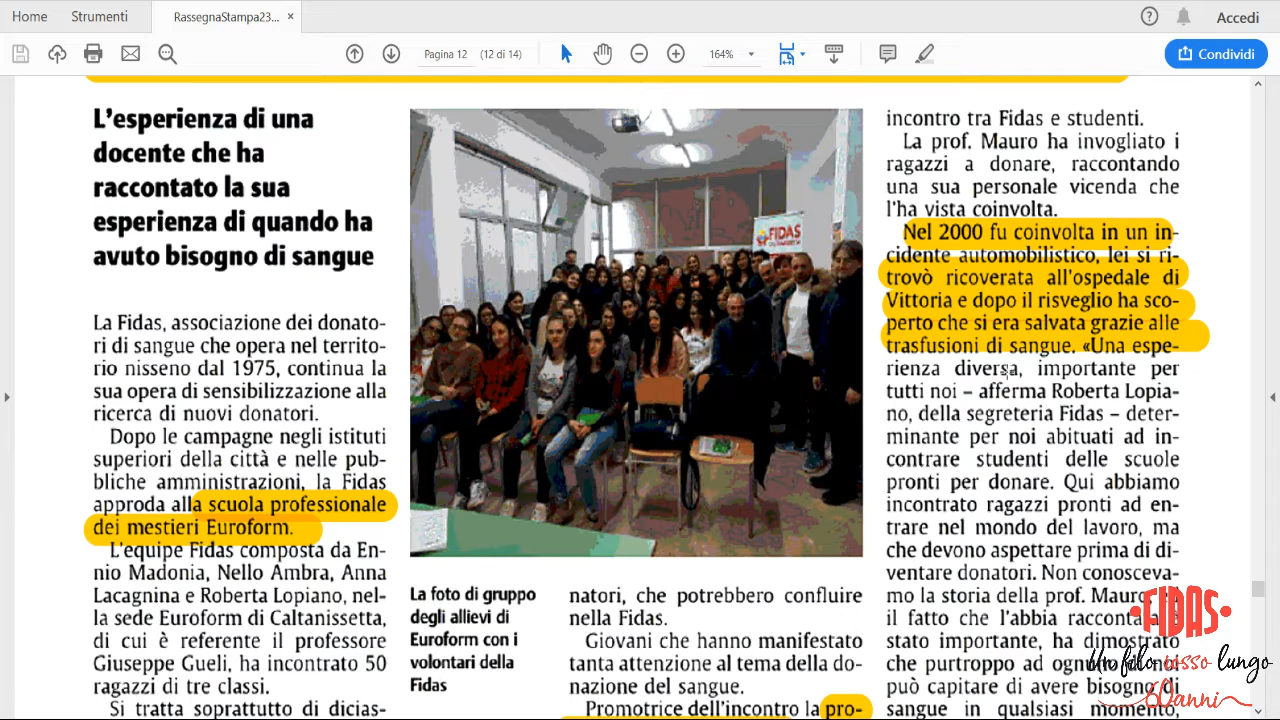 Home Strumenti RassegnaStampa23... × Accedi
Pagina 12 (12 di 14) 164% Condividi
L'esperienza di una
docente che ha
raccontato la sua
esperienza di quando ha
avuto bisogno di sangue
La Fidas, associazione dei donato-
ri di sangue che opera nel territo-
rio nisseno dal 1975, continua la
sua opera di sensibilizzazione alla
ricerca di nuovi donatori.
Dopo le campagne negli istituti
superiori della città e nelle pub-
bliche amministrazioni, la Fidas
approda alla scuola professionale
dei mestieri Euroform.
L'equipe Fidas composta da En-
nio Madonia, Nello Ambra, Anna
Lacagnina e Roberta Lopiano, nel-
la sede Euroform di Caltanissetta,
di cui è referente il professore
Giuseppe Gueli, ha incontrato 50
ragazzi di tre classi.
Si tratta soprattutto di dicias-
FIDAS
La foto di gruppo
degli allievi di
Euroform con i
volontari della
Fidas
natori, che potrebbero confluire
nella Fidas.
Giovani che hanno manifestato
tanta attenzione al tema della do-
nazione del sangue.
Promotrice dell'incontro la pro-
incontro tra Fidas e studenti.
La prof. Mauro ha invogliato i
ragazzi a donare, raccontando
una sua personale vicenda che
l'ha vista coinvolta.
Nel 2000 fu coinvolta in un in-
cidente automobilistico, lei si ri-
trovò ricoverata all'ospedale di
Vittoria e dopo il risveglio ha sco-
perto che si era salvata grazie alle
trasfusioni di sangue. «Una espe-
rienza diversa, importante per
tutti noi – afferma Roberta Lopia-
no, della segreteria Fidas – deter-
minante per noi abituati ad in-
contrare studenti delle scuole
pronti per donare. Qui abbiamo
incontrato ragazzi pronti ad en-
trare nel mondo del lavoro, ma
che devono aspettare prima di di-
ventare donatori. Non conosceva-
mo la storia della prof. Mauro
il fatto che l'abbia
stato importante, ha dimostrato
che purtroppo ad
può capitare di avere bisogno di
sangue in qualsiasi momento,
FIDAS
Un filo rosso lungo
60anni